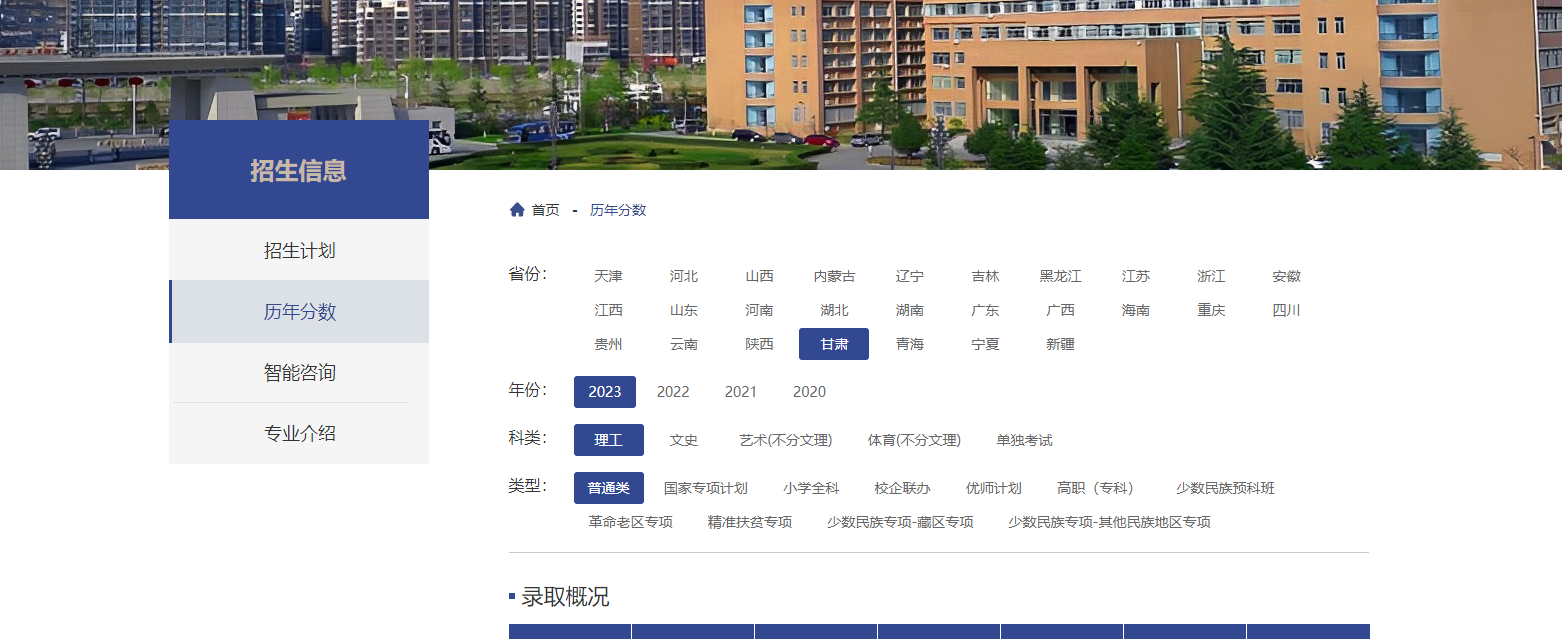 招生信息
招生计划
历年分数
智能咨询
专业介绍
首页 - 历年分数
省份： 天津 河北 山西 内蒙古 辽宁 吉林 黑龙江 江苏 浙江 安徽
江西 山东 河南 湖北 湖南 广东 广西 海南 重庆 四川
贵州 云南 陕西 甘肃 青海 宁夏 新疆
年份： 2023 2022 2021 2020
科类： 理工 文史 艺术(不分文理) 体育(不分文理) 单独考试
类型： 普通类 国家专项计划 小学全科 校企联办 优师计划 高职（专科） 少数民族预科班
革命老区专项 精准扶贫专项 少数民族专项-藏区专项 少数民族专项-其他民族地区专项
录取概况